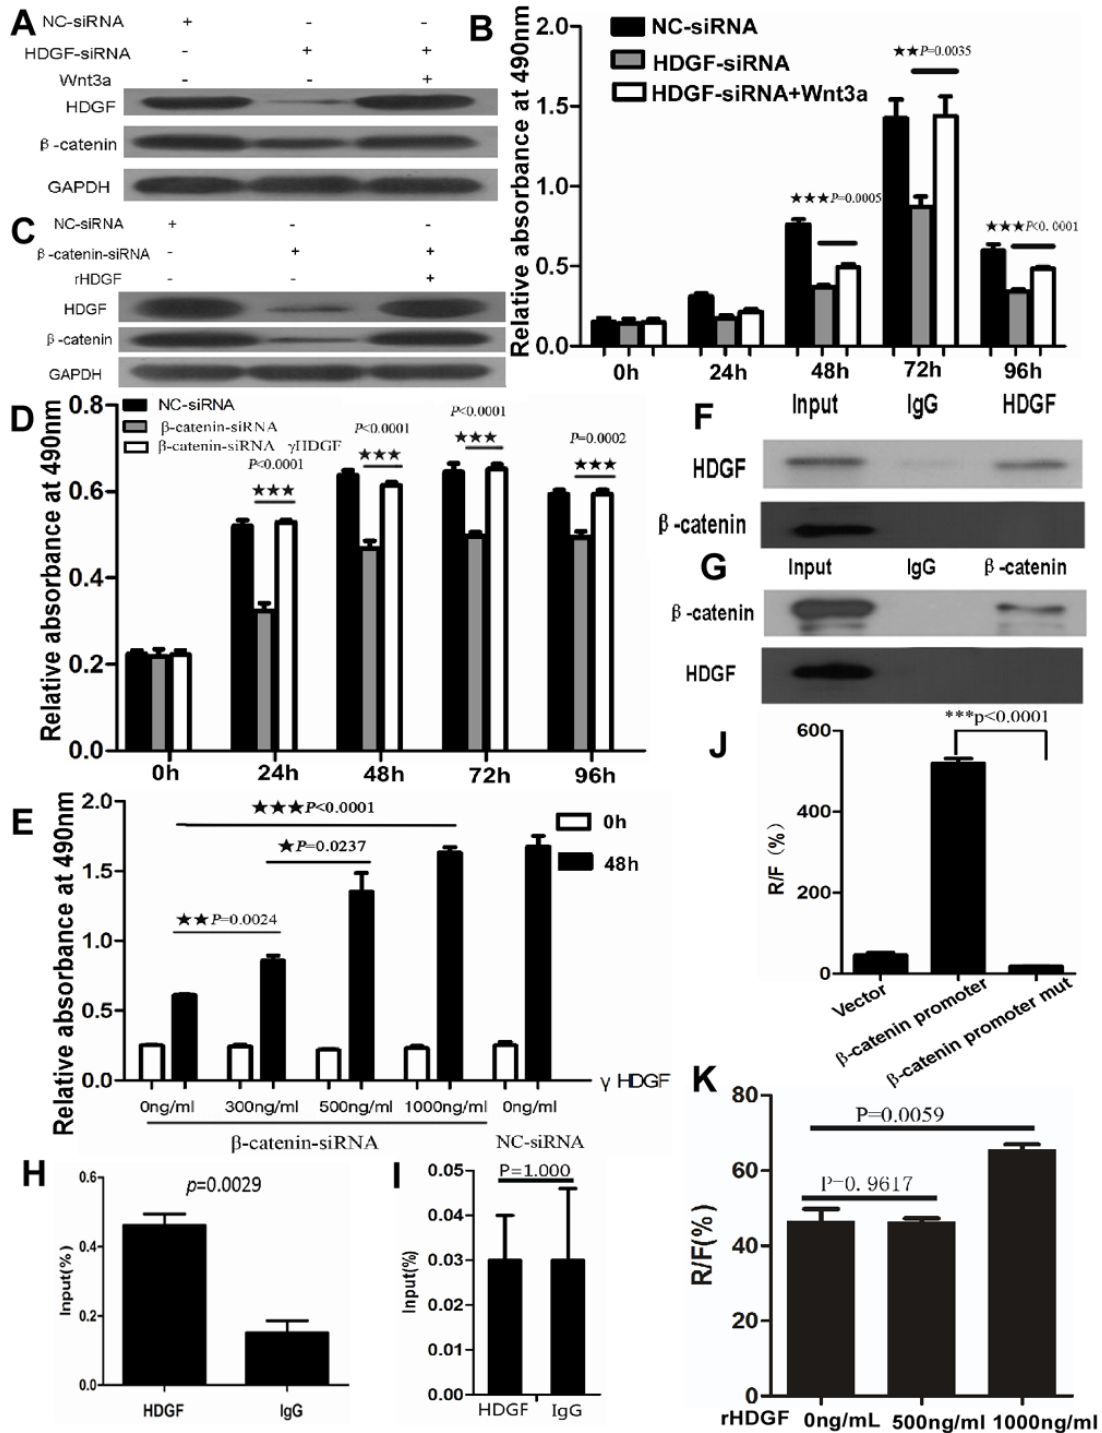 A
NC-siRNA + - -
HDGF-siRNA - + +
Wnt3a - - +
HDGF
β-catenin
GAPDH
B
Relative absorbance at 490nm
NC-siRNA
HDGF-siRNA
HDGF-siRNA+Wnt3a
★★P=0.0035
★★★P=0.0005
★★★P<0.0001
2.0
1.5
1.0
0.5
0.0
0h 24h 48h 72h 96h
C
NC-siRNA + - -
β-catenin-siRNA - + +
rHDGF - - +
HDGF
β-catenin
GAPDH
D
Relative absorbance at 490nm
NC-siRNA
β-catenin-siRNA
β-catenin-siRNA γHDGF
P<0.0001
★★★
P<0.0001
★★★
P<0.0001
★★★
P=0.0002
★★★
0.8
0.6
0.4
0.2
0.0
0h 24h 48h 72h 96h
F
Input IgG HDGF
HDGF
β-catenin
G
Input IgG β-catenin
β-catenin
HDGF
J
R/F (%)
***p<0.0001
600
400
200
0
Vector
β-catenin promoter
β-catenin promoter mut
E
Relative absorbance at 490nm
★★★P<0.0001
★P=0.0237
★★P=0.0024
0h
48h
2.0
1.5
1.0
0.5
0.0
γ HDGF
0ng/ml 300ng/ml 500ng/ml 1000ng/ml 0ng/ml
β-catenin-siRNA NC-siRNA
H
Input(%)
p=0.0029
0.6
0.4
0.2
0.0
HDGF IgG
I
Input(%)
P=1.000
0.05
0.04
0.03
0.02
0.01
0.00
HDGF IgG
K
R/F(%)
P=0.0059
P=0.9617
80
60
40
20
0
rHDGF 0ng/mL 500ng/ml 1000ng/ml